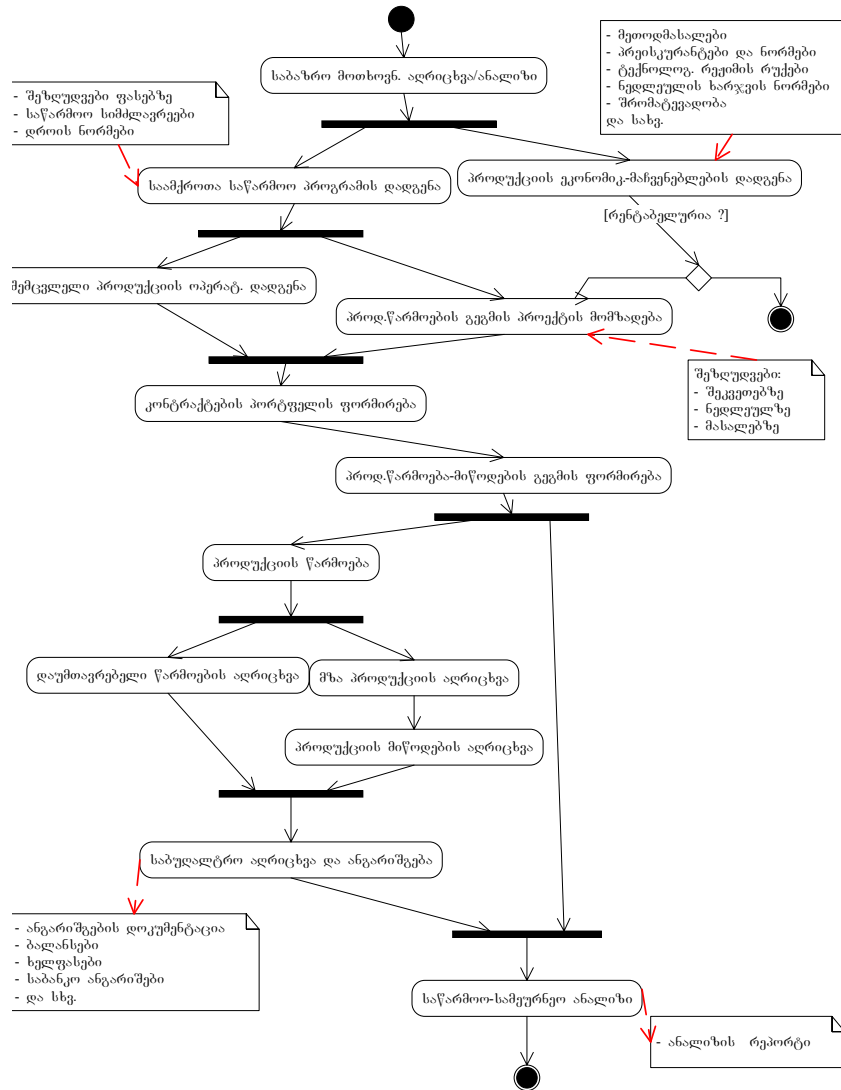 საბაზრო მოთხოვნ. აღრიცხვა/ანალიზი
- მეთოდმასალები
- პრეისკურანტები და ნორმები
- ტექნოლოგ. რეჟიმის რუქები
- ნედლეულის ხარჯვის ნორმები
- შრომატევადობა
და სახვ.
- შეზღუდვები ფასებზე
- საწარმოო სიმძლავრეები
- დროის ნორმები
საამქროთა საწარმოო პროგრამის დადგენა
პროდუქციის ეკონომიკ.-მაჩვენებლების დადგენა
[რენტაბელურია ?]
მემცვლელი პროდუქციის ოპერატ. დადგენა
პროდ.წარმოების გეგმის პროექტის მომზადება
შეზღუდვები:
- შეკვეთებზე
- ნედლეულზე
- მასალებზე
კონტრაქტების პორტფელის ფორმირება
პროდ.წარმოება-მიწოდების გეგმის ფორმირება
პროდუქციის წარმოება
დაუმთავრებელი წარმოების აღრიცხვა
მზა პროდუქციის აღრიცხვა
პროდუქციის მიწოდების აღრიცხვა
საბუღალტრო აღრიცხვა და ანგარიშგება
- ანგარიშგების დოკუმენტაცია
- ბალანსები
- ხელფასები
- საბანკო ანგარიშები
- და სხვ.
საწარმოო-სამეურნეო ანალიზი
- ანალიზის რეპორტი